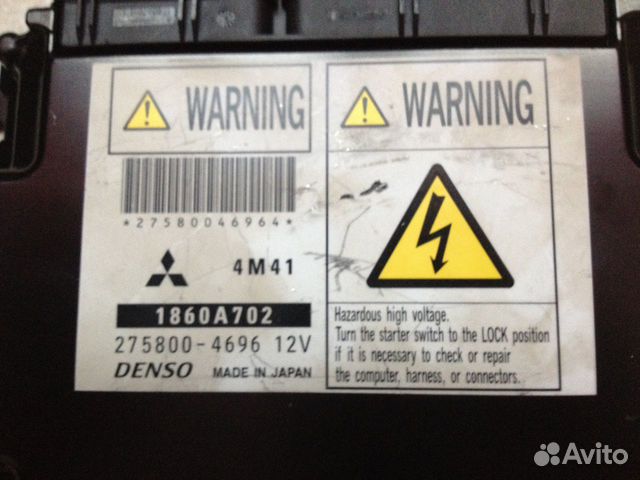 WARNING
*27580046964*
4M41
1860A702
275800-4696 12V
DENSO MADE IN JAPAN
WARNING
Hazardous high voltage.
Turn the starter switch to the LOCK position
if it is necessary to check or repair
the computer, harness, or connectors.
Avito